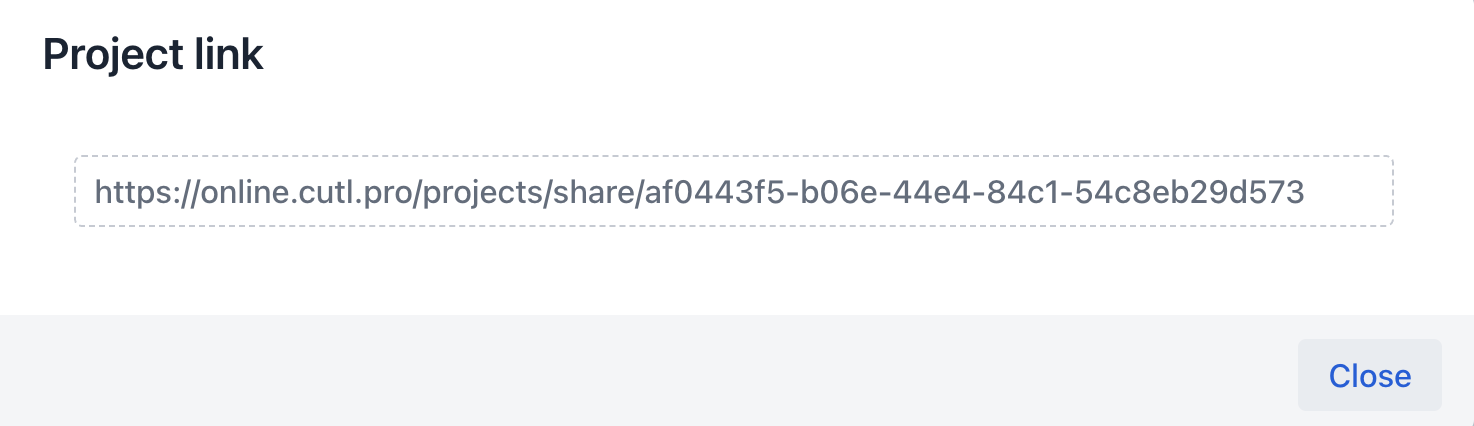 Project link
https://online.cutl.pro/projects/share/af0443f5-b06e-44e4-84c1-54c8eb29d573
Close